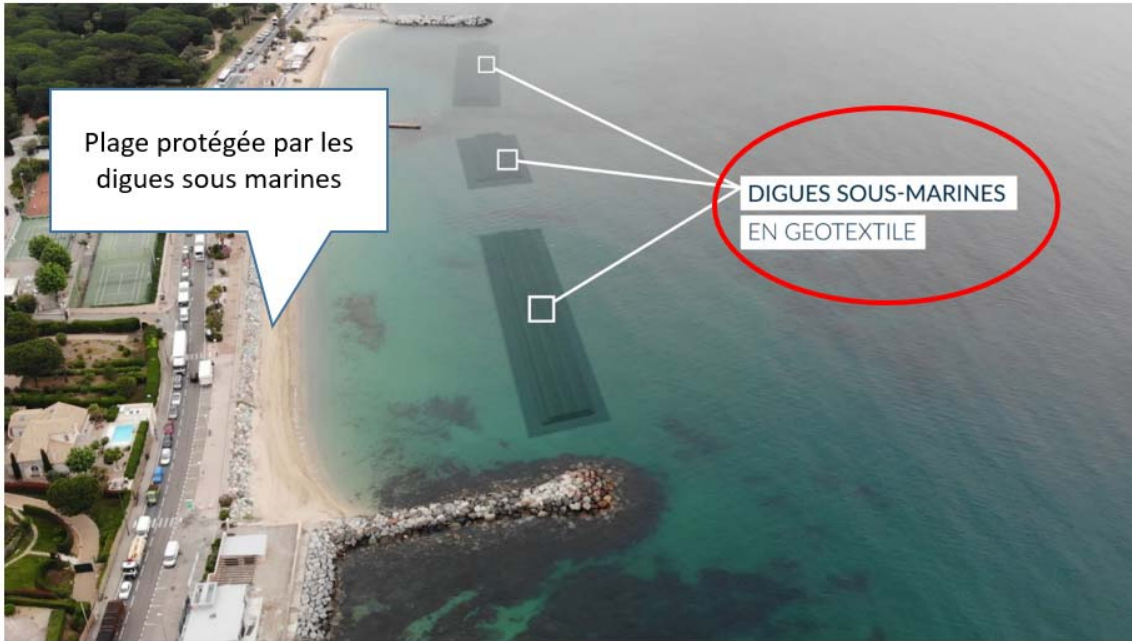 Plage protégée par les
digues sous marines
DIGUES SOUS-MARINES
EN GEOTEXTILE